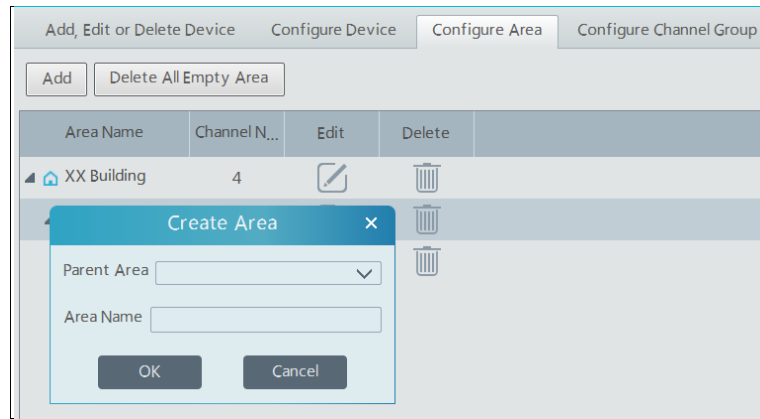 Add, Edit or Delete Device Configure Device Configure Area Configure Channel Group
Add Delete All Empty Area
Area Name Channel N... Edit Delete
XX Building 4
Create Area ×
Parent Area
Area Name
OK Cancel